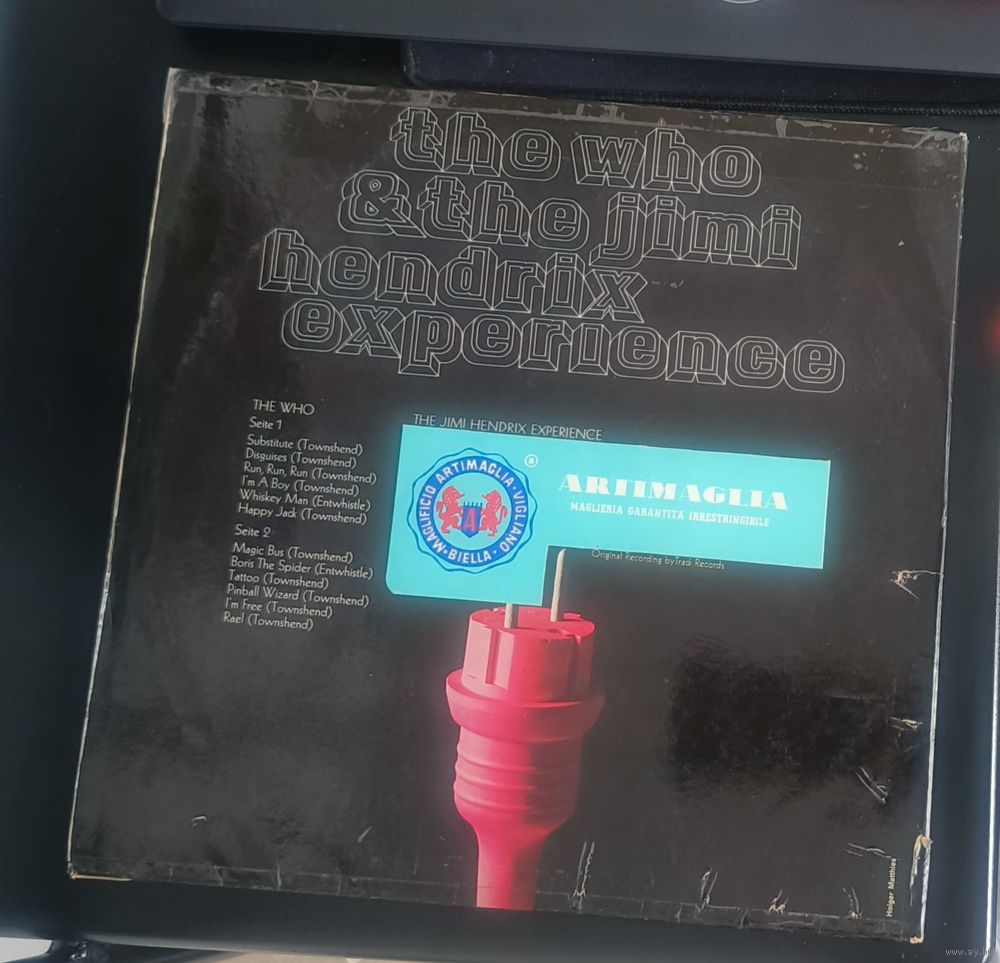 the who
& the jimi
hendrix
experience
THE WHO
Seite 1
Substitute (Townshend)
Disguises (Townshend)
Run, Run, Run (Townshend)
I'm A Boy (Townshend)
Whiskey Man (Entwhistle)
Happy Jack (Townshend)
Seite 2
Magic Bus (Townshend)
Boris The Spider (Entwhistle)
Tattoo (Townshend)
Pinball Wizard (Townshend)
I'm Free (Townshend)
Rael (Townshend)
THE JIMI HENDRIX EXPERIENCE
MAGLIFICIO ARTIMAGLIA · VIGLIANO · BIELLA ·
A
®
ARTIMAGLIA
MAGLIERIA GARANTITA IRRESTRINGIBILE
Original Recording by Track Records
Holger Matthies